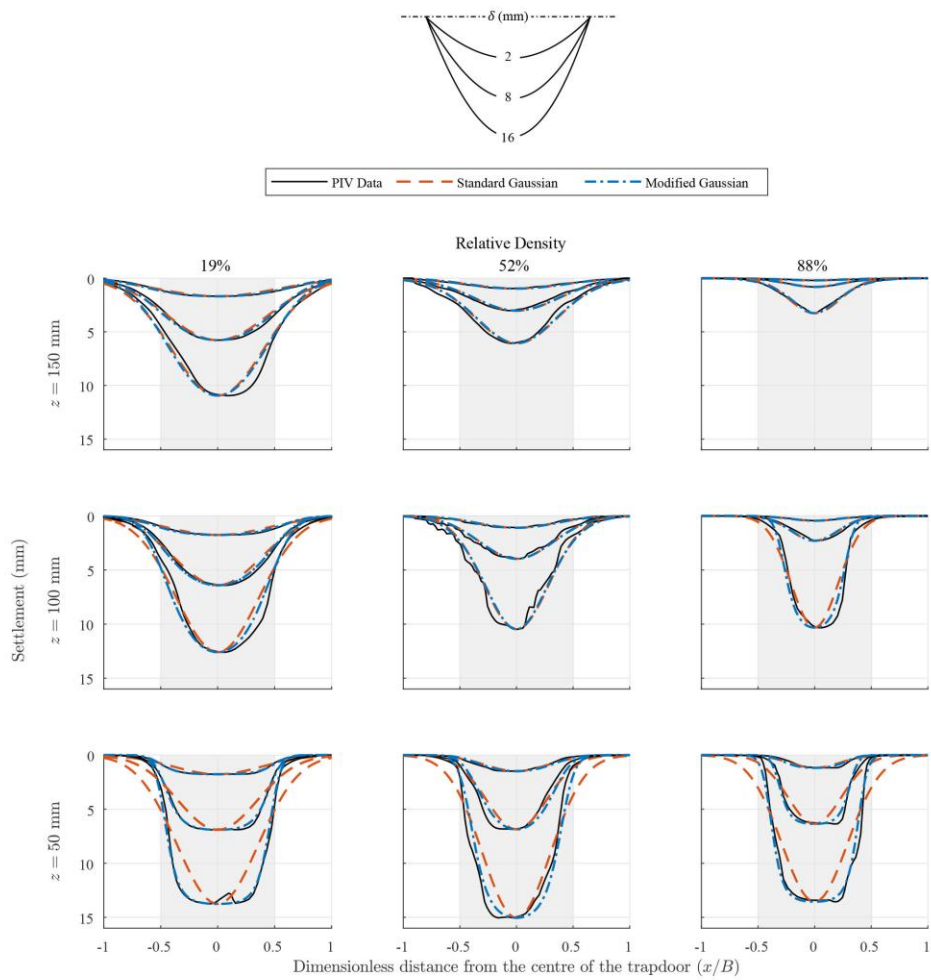 δ (mm)
2
8
16
PIV Data Standard Gaussian Modified Gaussian
Relative Density
19% 52% 88%
0
5
10
15
z = 150 mm
0
5
10
15
Settlement (mm)
z = 100 mm
0
5
10
15
z = 50 mm
-1 -0.5 0 0.5 1 -1 -0.5 0 0.5 1 -1 -0.5 0 0.5 1
Dimensionless distance from the centre of the trapdoor (x/B)